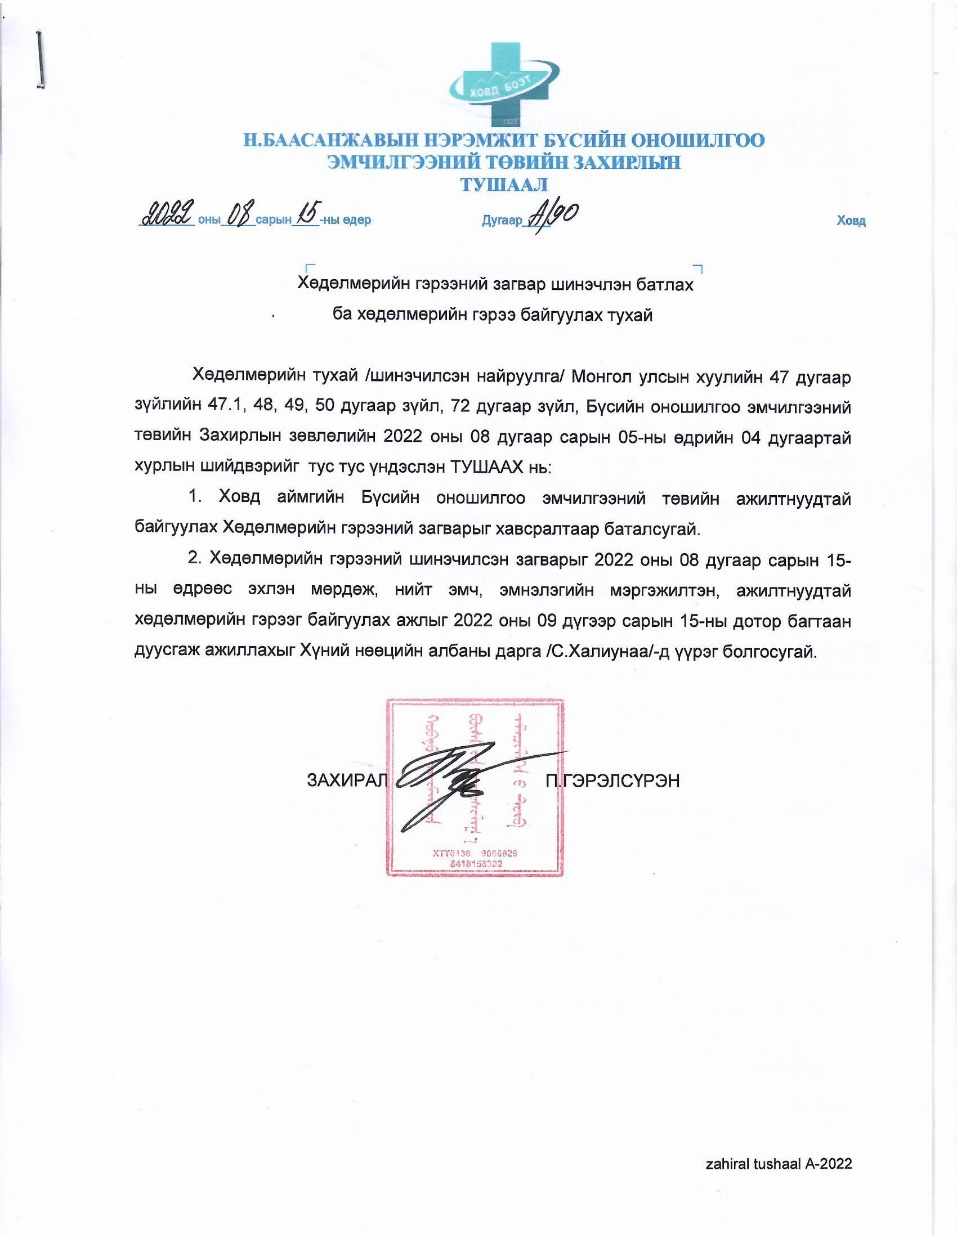 ХОВД БОЭТ
Н.БААСАНЖАВЫН НЭРЭМЖИТ БҮСИЙН ОНОШИЛГОО
ЭМЧИЛГЭЭНИЙ ТӨВИЙН ЗАХИРЛЫН
ТУШААЛ
2022 оны 08 сарын 15-ны өдөр Дугаар A/90 Ховд
Хөдөлмөрийн гэрээний загвар шинэчлэн батлах
ба хөдөлмөрийн гэрээ байгуулах тухай
Хөдөлмөрийн тухай /шинэчилсэн найруулга/ Монгол улсын хуулийн 47 дугаар
зүйлийн 47.1, 48, 49, 50 дугаар зүйл, 72 дугаар зүйл, Бүсийн оношилгоо эмчилгээний
төвийн Захирлын зөвлөлийн 2022 оны 08 дугаар сарын 05-ны өдрийн 04 дугаартай
хурлын шийдвэрийг тус тус үндэслэн ТУШААХ нь:
1. Ховд аймгийн Бүсийн оношилгоо эмчилгээний төвийн ажилтнуудтай
байгуулах Хөдөлмөрийн гэрээний загварыг хавсралтаар баталсугай.
2. Хөдөлмөрийн гэрээний шинэчилсэн загварыг 2022 оны 08 дугаар сарын 15-
ны өдрөөс эхлэн мөрдөж, нийт эмч, эмнэлэгийн мэргэжилтэн, ажилтнуудтай
хөдөлмөрийн гэрээг байгуулах ажлыг 2022 оны 09 дүгээр сарын 15-ны дотор багтаан
дуусгаж ажиллахыг Хүний нөөцийн албаны дарга /С.Халиунаа/-д үүрэг болгосугай.
ЗАХИРАЛ П.ГЭРЭЛСҮРЭН
8418158302
zahiral tushaal A-2022